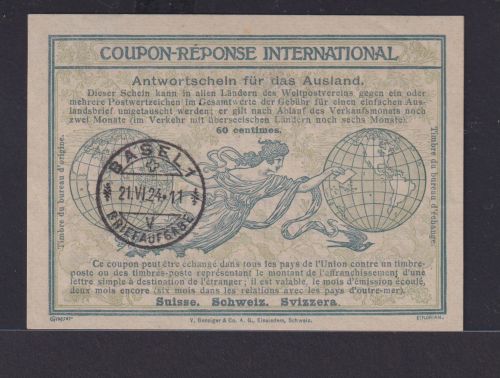 COUPON-RÉPONSE INTERNATIONAL
Antwortschein für das Ausland.
Dieser Schein kann in allen Ländern des Weltpostvereins gegen ein oder
mehrere Postwertzeichen im Gesamtwerte der Gebühr für einen einfachen Aus-
landsbrief umgetauscht werden; er gilt nach Ablauf des Verkaufsmonats noch
zwei Monate (im Verkehr mit überseeischen Ländern noch sechs Monate).
60 centimes.
Timbre du bureau d'origine.
Timbre du bureau d'échange.
BASEL 1
21.VI.24.11
V
BRIEFAUFGABE
Ce coupon peut être échangé dans tous les pays de l'Union contre un timbre-
poste ou des timbres-poste représentant le montant de l'affranchissement d'une
lettre simple à destination de l'étranger; il est valable, le mois d'émission écoulé,
deux mois encore (six mois dans les relations avec les pays d'outre-mer).
Suisse. Schweiz. Svizzera.
V. Benziger & Co. A. G., Einsiedeln, Schweiz.